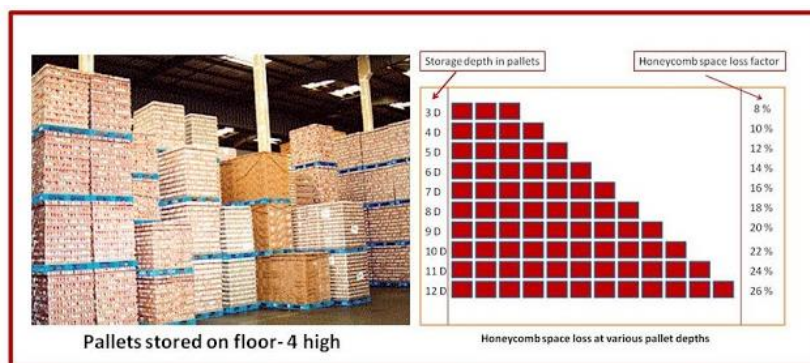 Storage depth in pallets
Honeycomb space loss factor
3 D 8 %
4 D 10 %
5 D 12 %
6 D 14 %
7 D 16 %
8 D 18 %
9 D 20 %
10 D 22 %
11 D 24 %
12 D 26 %
Pallets stored on floor- 4 high
Honeycomb space loss at various pallet depths